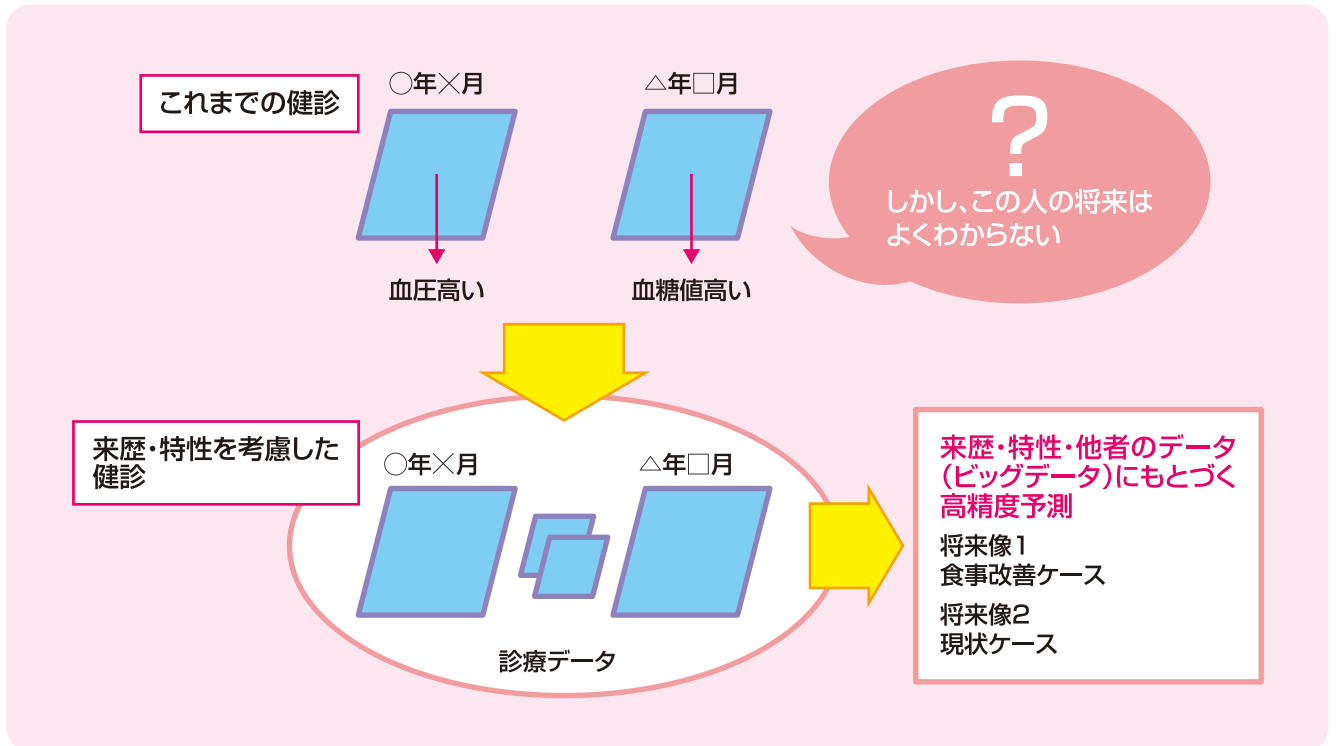 これまでの健診
○年×月
△年□月
血圧高い
血糖値高い
?
しかし、この人の将来は
よくわからない
来歴・特性を考慮した
健診
○年×月
△年□月
診療データ
来歴・特性・他者のデータ
(ビッグデータ)にもとづく
高精度予測
将来像1
食事改善ケース
将来像2
現状ケース